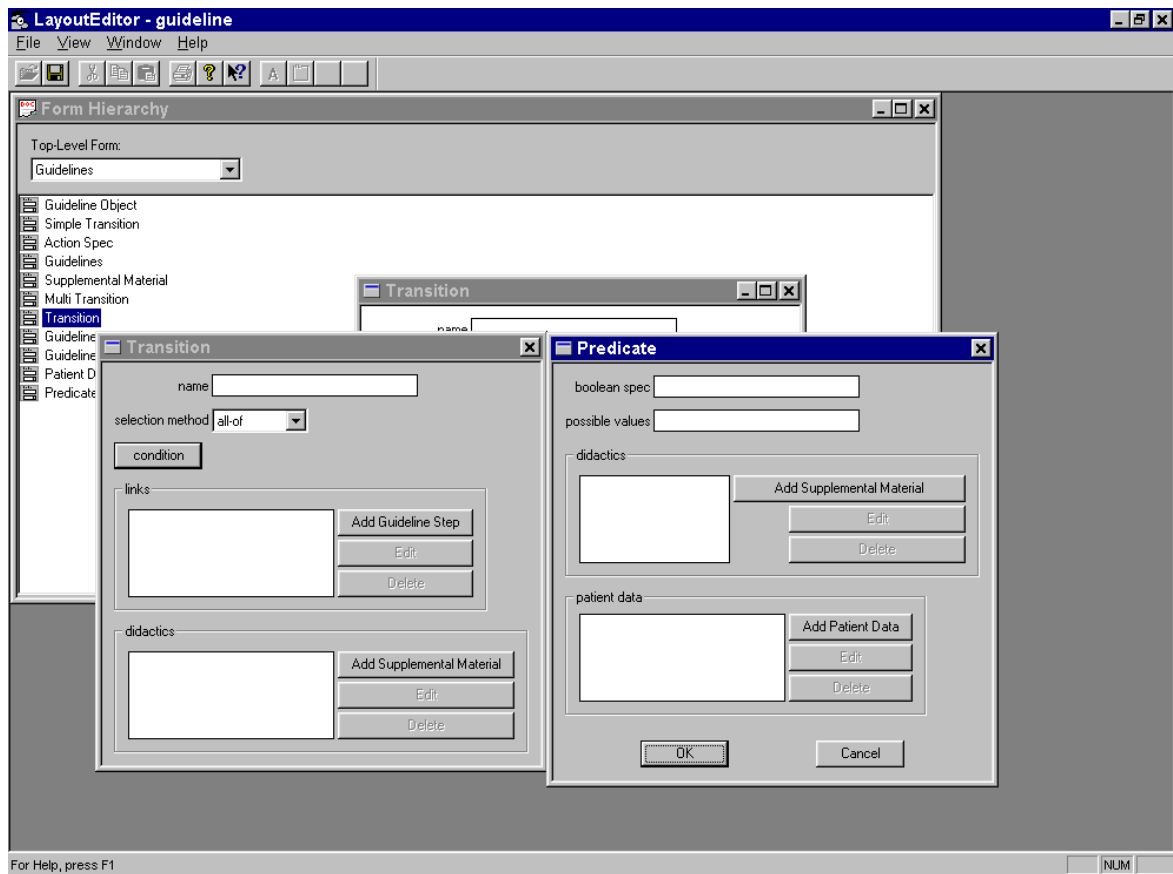 LayoutEditor - guideline
File View Window Help
Form Hierarchy
Top-Level Form:
Guidelines
Guideline Object
Simple Transition
Action Spec
Guidelines
Supplemental Material
Multi Transition
Transition
Guideline
Guideline
Patient D
Predicate
Transition
name
Transition
name
selection method all-of
condition
links
Add Guideline Step
Edit
Delete
didactics
Add Supplemental Material
Edit
Delete
Predicate
boolean spec
possible values
didactics
Add Supplemental Material
Edit
Delete
patient data
Add Patient Data
Edit
Delete
OK Cancel
For Help, press F1
NUM